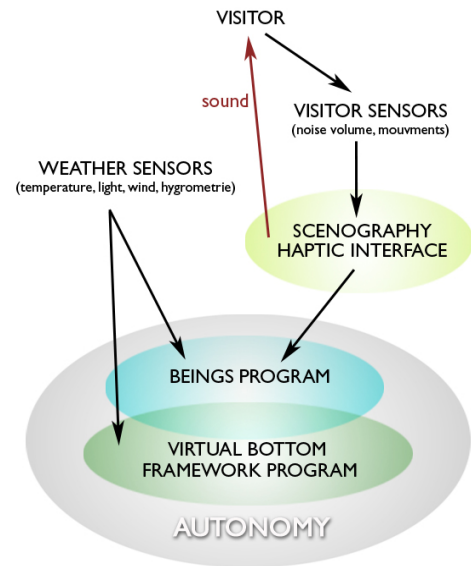 VISITOR
sound
VISITOR SENSORS
(noise volume, mouvments)
WEATHER SENSORS
(temperature, light, wind, hygrometrie)
SCENOGRAPHY
HAPTIC INTERFACE
BEINGS PROGRAM
VIRTUAL BOTTOM
FRAMEWORK PROGRAM
AUTONOMY